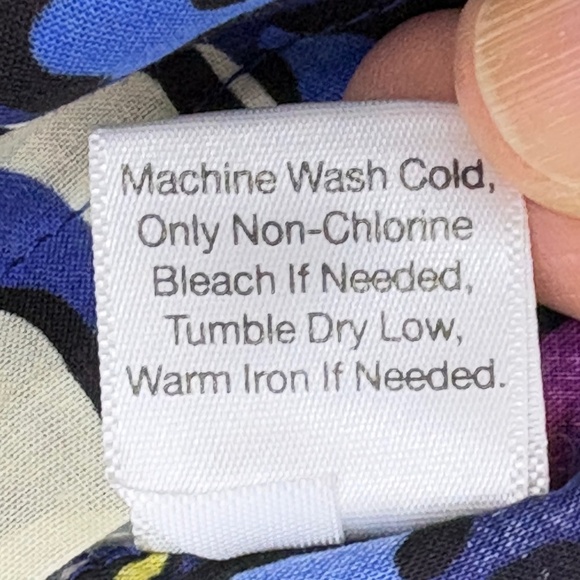 Machine Wash Cold,
Only Non-Chlorine
Bleach If Needed,
Tumble Dry Low,
Warm Iron If Needed.